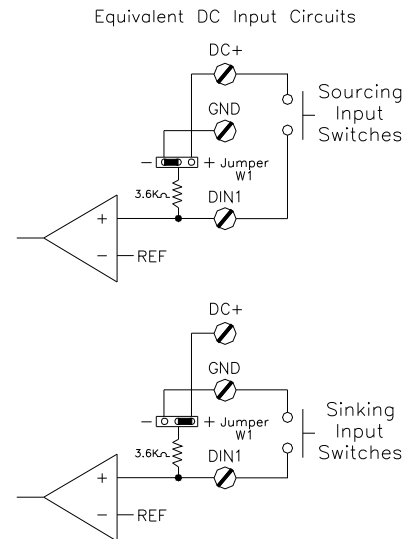 Equivalent DC Input Circuits
DC+
Sourcing
Input
Switches
GND
- + Jumper
W1
3.6KΩ
DIN1
+
- REF
DC+
GND
Sinking
Input
Switches
- + Jumper
W1
3.6KΩ
DIN1
+
- REF